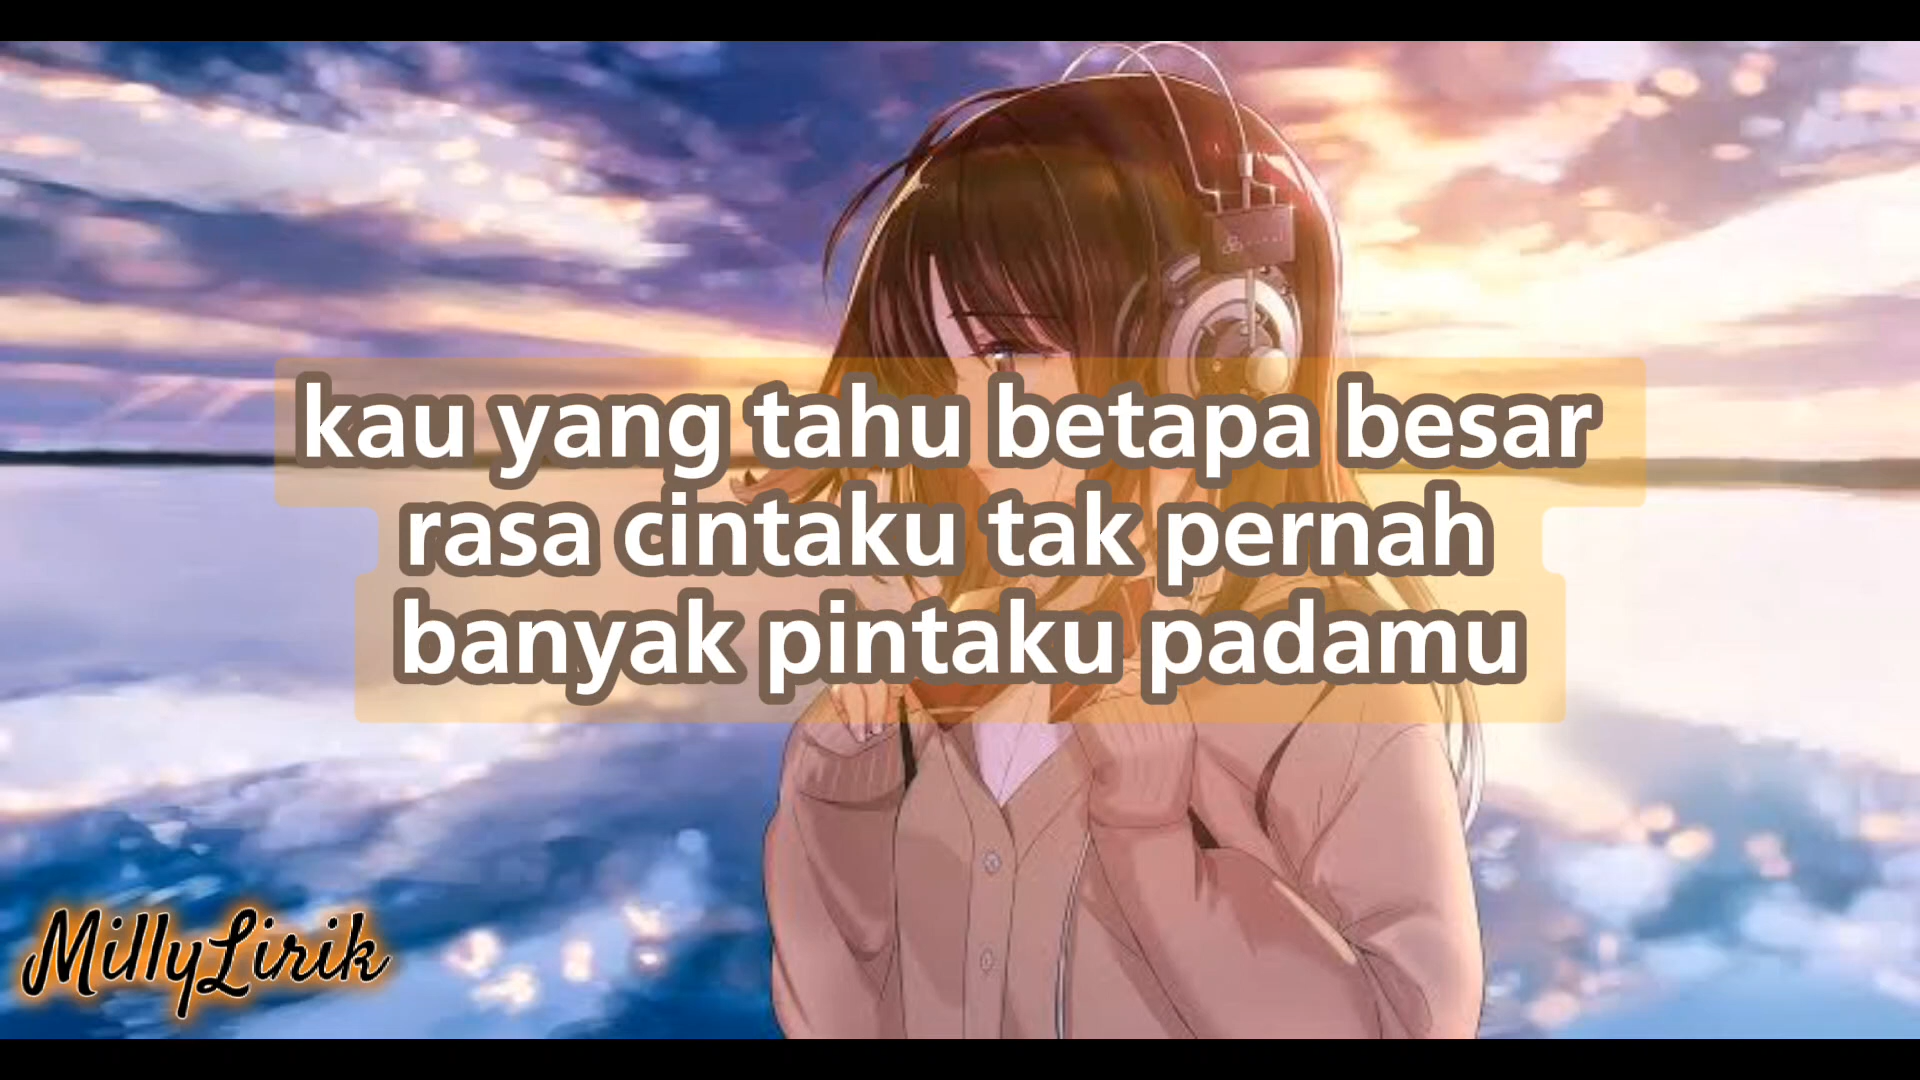 kau yang tahu betapa besar
rasa cintaku tak pernah
banyak pintaku padamu
MillyLirik